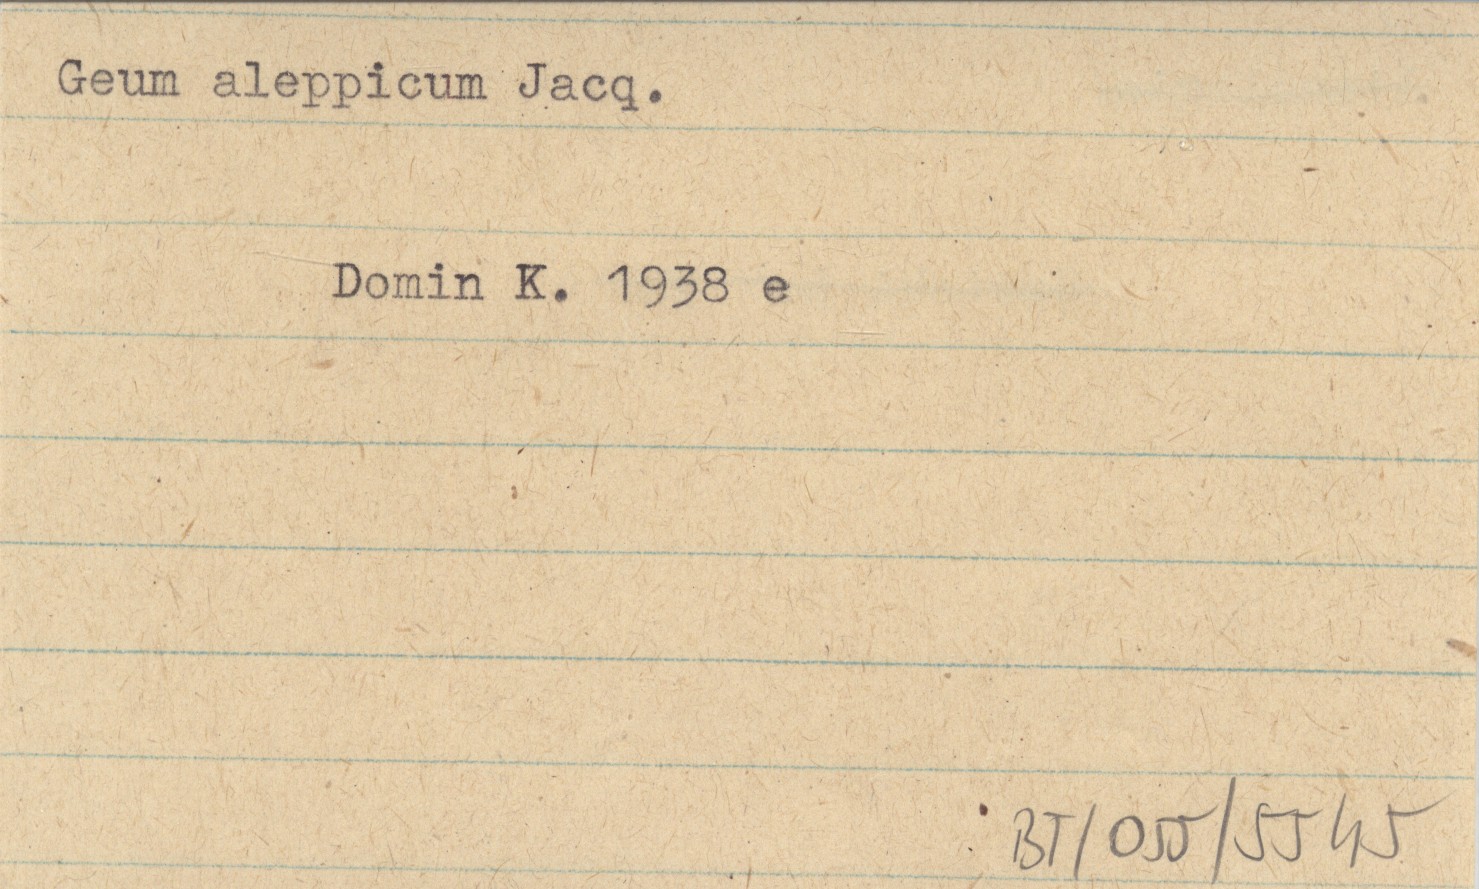 Geum aleppicum Jacq.
Domin K. 1938 e
BT/055/5545